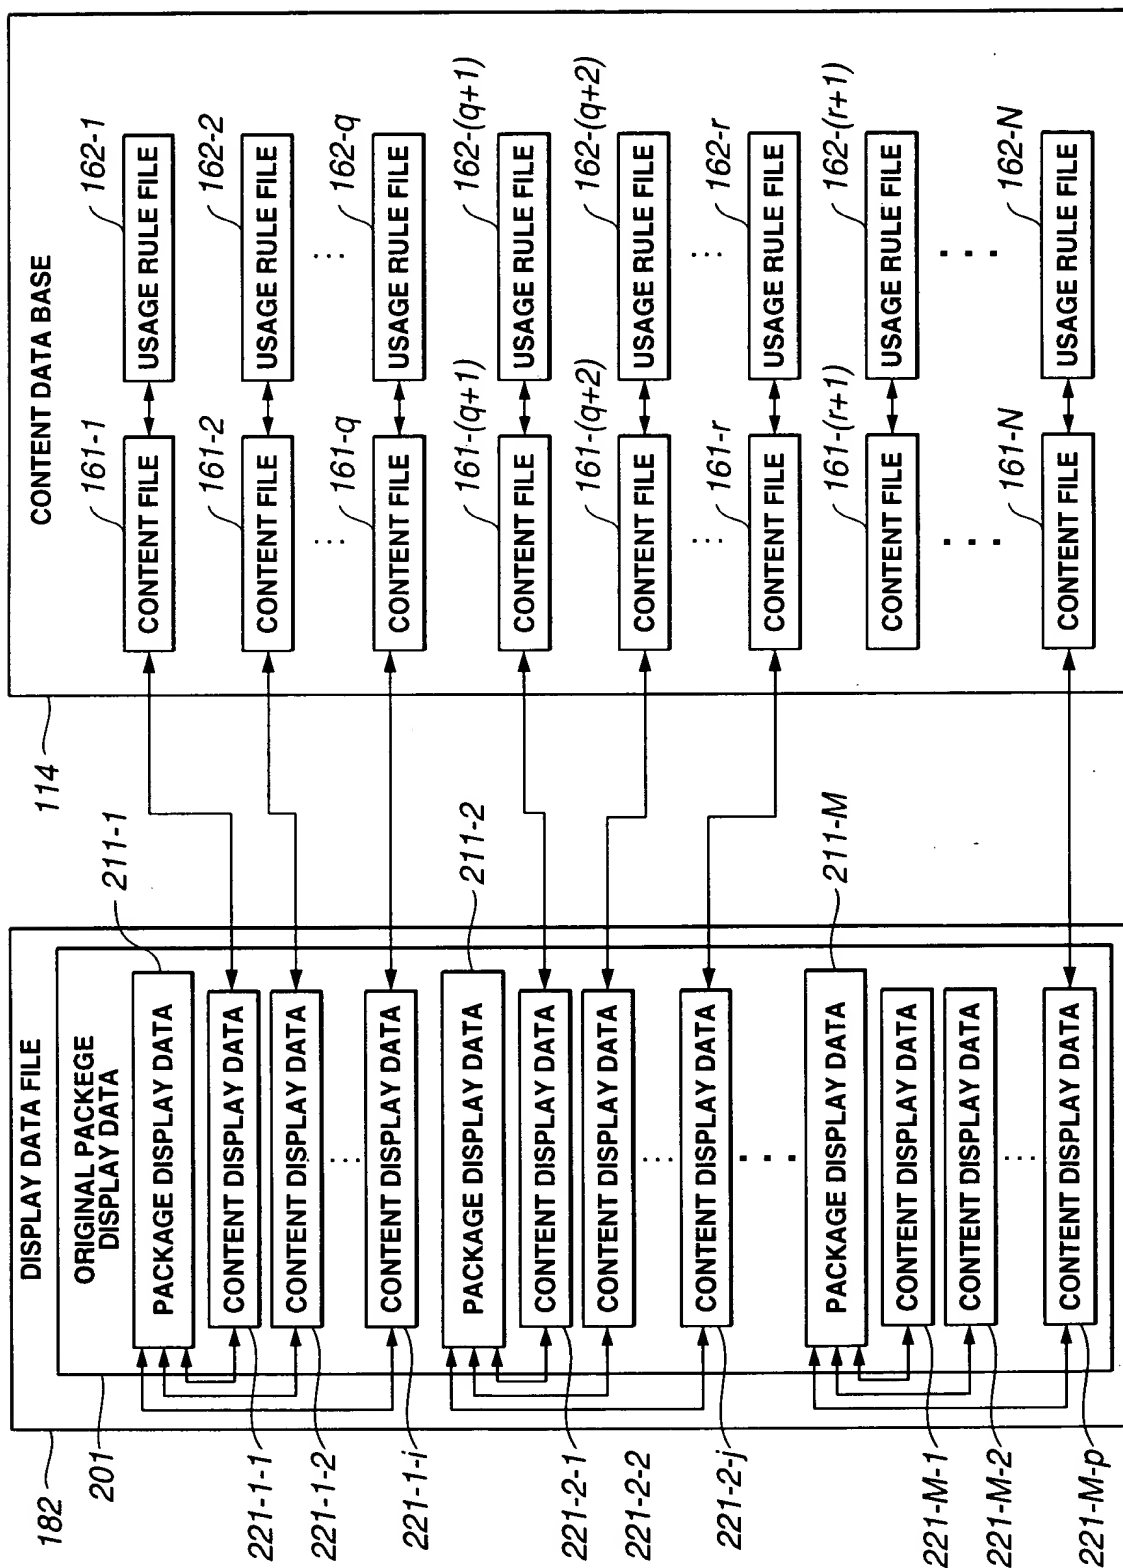 DISPLAY DATA FILE
ORIGINAL PACKEGE
DISPLAY DATA
PACKAGE DISPLAY DATA
CONTENT DISPLAY DATA
CONTENT DISPLAY DATA
CONTENT DISPLAY DATA
PACKAGE DISPLAY DATA
CONTENT DISPLAY DATA
CONTENT DISPLAY DATA
CONTENT DISPLAY DATA
PACKAGE DISPLAY DATA
CONTENT DISPLAY DATA
CONTENT DISPLAY DATA
CONTENT DISPLAY DATA
182
201
221-1-1
221-1-2
221-1-i
221-2-1
221-2-2
221-2-j
221-M-1
221-M-2
221-M-p
211-1
211-2
211-M
114
CONTENT DATA BASE
161-1
CONTENT FILE
162-1
USAGE RULE FILE
161-2
CONTENT FILE
162-2
USAGE RULE FILE
161-q
CONTENT FILE
162-q
USAGE RULE FILE
161-(q+1)
CONTENT FILE
162-(q+1)
USAGE RULE FILE
161-(q+2)
CONTENT FILE
162-(q+2)
USAGE RULE FILE
161-r
CONTENT FILE
162-r
USAGE RULE FILE
161-(r+1)
CONTENT FILE
162-(r+1)
USAGE RULE FILE
161-N
CONTENT FILE
162-N
USAGE RULE FILE